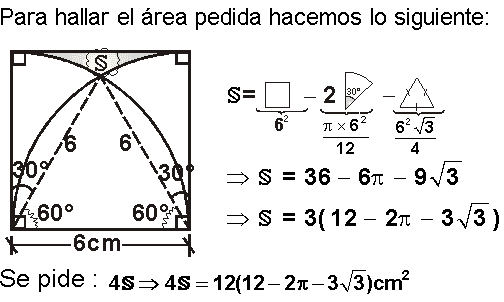 Para hallar el área pedida hacemos lo siguiente:
S
6 6
30° 30°
60° 60°
6cm
S= □ − 2 30° − △
6² π × 6²/12 6²√3/4
⇒ S = 36 − 6π − 9√3
⇒ S = 3( 12 − 2π − 3√3 )
Se pide : 4S ⇒ 4S = 12(12 − 2π − 3√3)cm²